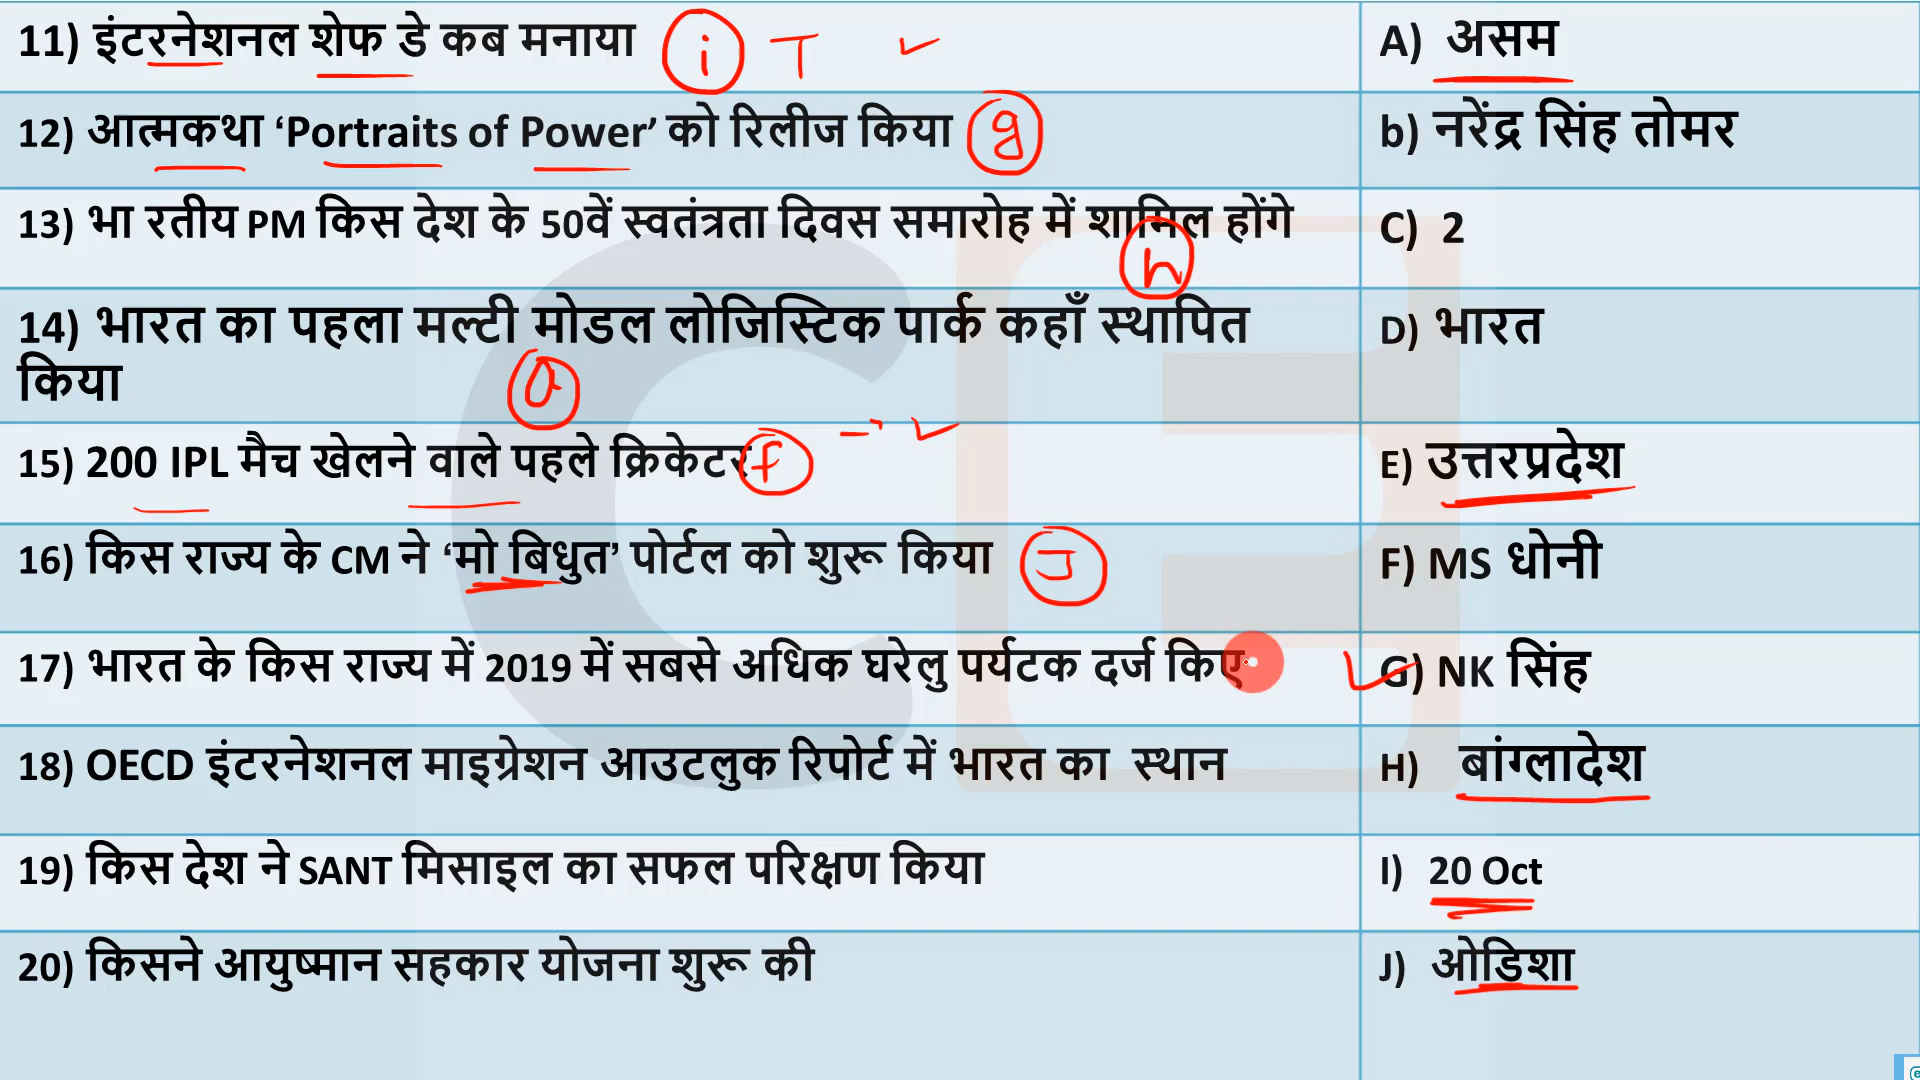 11) इंटरनेशनल शेफ डे कब मनाया i T
A) असम
12) आत्मकथा ‘Portraits of Power’ को रिलीज किया g
b) नरेंद्र सिंह तोमर
13) भा रतीय PM किस देश के 50वें स्वतंत्रता दिवस समारोह में शामिल होंगे h
C) 2
14) भारत का पहला मल्टी मोडल लोजिस्टिक पार्क कहाँ स्थापित
किया a
D) भारत
15) 200 IPL मैच खेलने वाले पहले क्रिकेटर f
E) उत्तरप्रदेश
16) किस राज्य के CM ने ‘मो बिधुत’ पोर्टल को शुरू किया J
F) MS धोनी
17) भारत के किस राज्य में 2019 में सबसे अधिक घरेलु पर्यटक दर्ज किए
G) NK सिंह
18) OECD इंटरनेशनल माइग्रेशन आउटलुक रिपोर्ट में भारत का स्थान
H) बांग्लादेश
19) किस देश ने SANT मिसाइल का सफल परिक्षण किया
I) 20 Oct
20) किसने आयुष्मान सहकार योजना शुरू की
J) ओडिशा